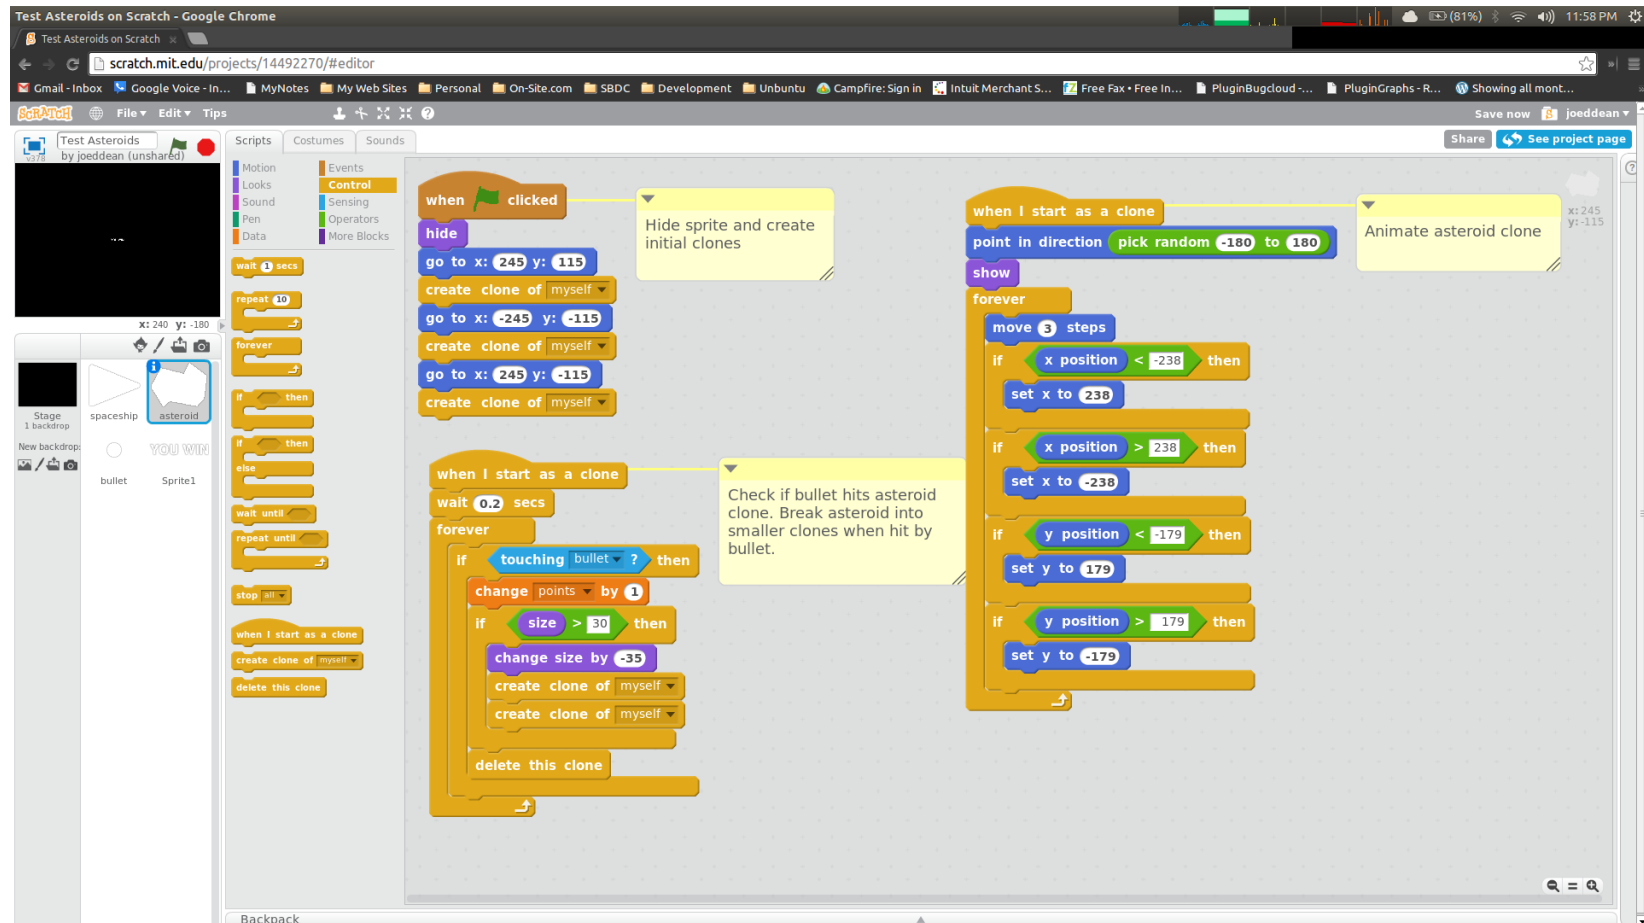 Test Asteroids on Scratch - Google Chrome
(81%) 11:58 PM
Test Asteroids on Scratch ×
scratch.mit.edu/projects/14492270/#editor
Gmail - Inbox Google Voice - In... MyNotes My Web Sites Personal On-Site.com SBDC Development Unbuntu Campfire: Sign in Intuit Merchant S... Free Fax • Free In... PluginBugcloud -... PluginGraphs - R... Showing all mont...
SCRATCH File Edit Tips Save now joeddean
Test Asteroids
by joeddean (unshared)
v378
Scripts Costumes Sounds
Share See project page
Motion Events
Looks Control
Sound Sensing
Pen Operators
Data More Blocks
x: 240 y: -180
Stage
1 backdrop
New backdrop:
spaceship
asteroid
bullet
YOU WIN
Sprite1
wait 1 secs
repeat 10
forever
if then
if then
else
wait until
repeat until
stop all
when I start as a clone
create clone of myself
delete this clone
when clicked
hide
go to x: 245 y: 115
create clone of myself
go to x: -245 y: -115
create clone of myself
go to x: 245 y: -115
create clone of myself
Hide sprite and create
initial clones
when I start as a clone
wait 0.2 secs
forever
if touching bullet ? then
change points by 1
if size > 30 then
change size by -35
create clone of myself
create clone of myself
delete this clone
Check if bullet hits asteroid
clone. Break asteroid into
smaller clones when hit by
bullet.
when I start as a clone
point in direction pick random -180 to 180
show
forever
move 3 steps
if x position < -238 then
set x to 238
if x position > 238 then
set x to -238
if y position < -179 then
set y to 179
if y position > 179 then
set y to -179
Animate asteroid clone
x: 245
y: -115
Backpack